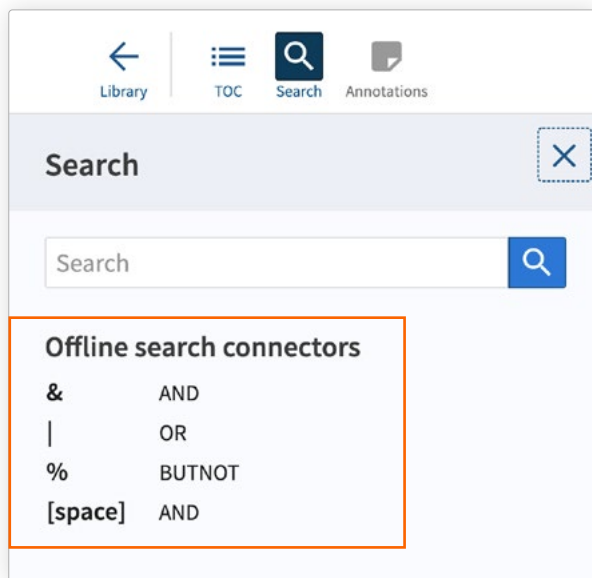 Library TOC Search Annotations
Search
Search
Offline search connectors
& AND
| OR
% BUTNOT
[space] AND